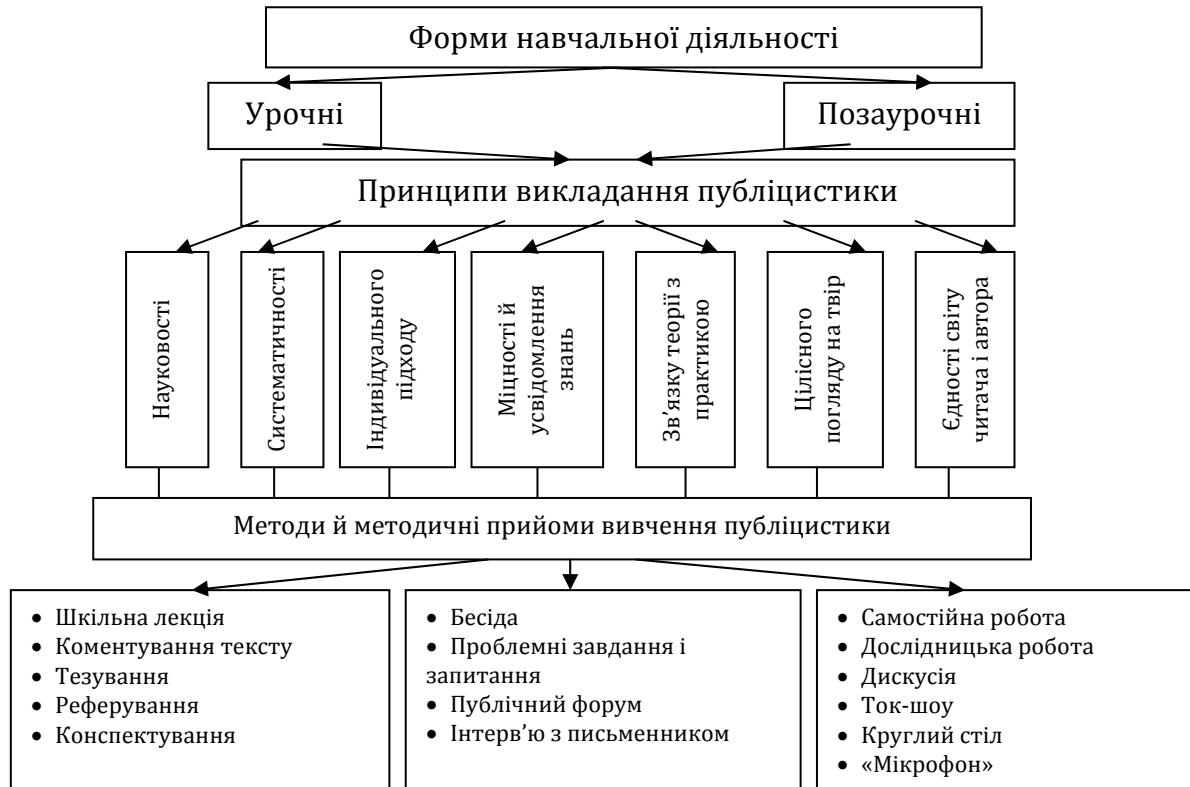 Форми навчальної діяльності
Урочні
Позаурочні
Принципи викладання публіцистики
Науковості
Систематичності
Індивідуального
підходу
Міцності й
усвідомлення
знань
Зв’язку теорії з
практикою
Цілісного
погляду на твір
Єдності світу
читача і автора
Методи й методичні прийоми вивчення публіцистики
• Шкільна лекція
• Коментування тексту
• Тезування
• Реферування
• Конспектування
• Бесіда
• Проблемні завдання і
запитання
• Публічний форум
• Інтерв’ю з письменником
• Самостійна робота
• Дослідницька робота
• Дискусія
• Ток-шоу
• Круглий стіл
• «Мікрофон»